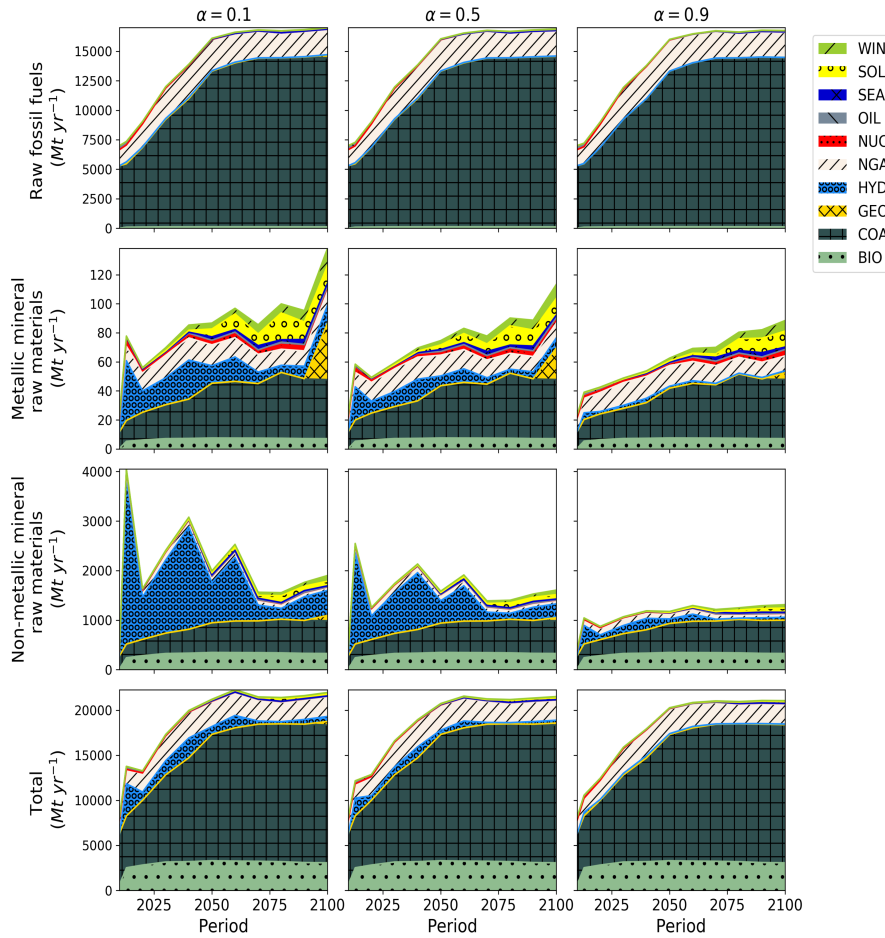 α = 0.1 α = 0.5 α = 0.9
Raw fossil fuels
(Mt yr⁻¹)
15000
12500
10000
7500
5000
2500
0
WIN
SOL
SEA
OIL
NUC
NGA
HYD
GEO
COA
BIO
Metallic mineral
raw materials
(Mt yr⁻¹)
120
100
80
60
40
20
0
Non-metallic mineral
raw materials
(Mt yr⁻¹)
4000
3000
2000
1000
0
Total
(Mt yr⁻¹)
20000
15000
10000
5000
0
2025 2050 2075 2100 2025 2050 2075 2100 2025 2050 2075 2100
Period Period Period